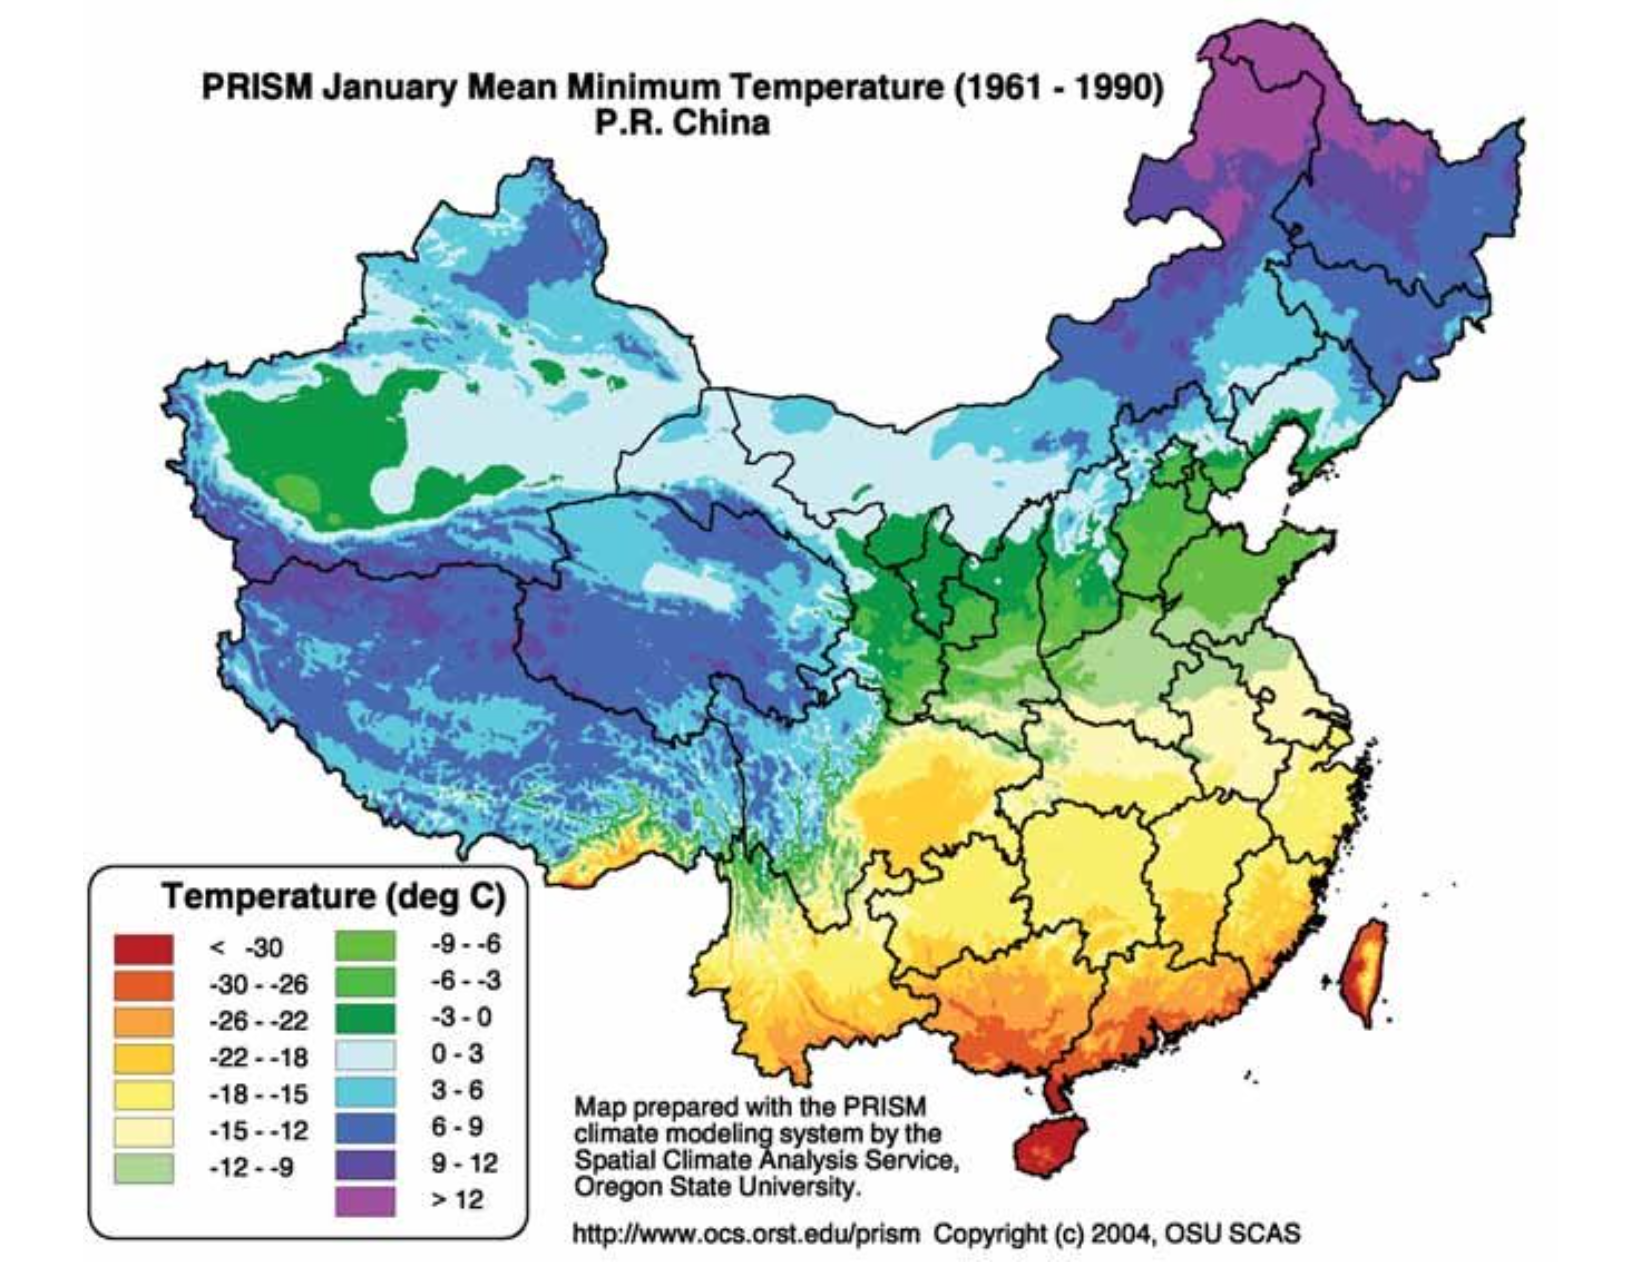 PRISM January Mean Minimum Temperature (1961 - 1990)
P.R. China
Temperature (deg C)
< -30
-30 - -26
-26 - -22
-22 - -18
-18 - -15
-15 - -12
-12 - -9
-9 - -6
-6 - -3
-3 - 0
0 - 3
3 - 6
6 - 9
9 - 12
> 12
Map prepared with the PRISM
climate modeling system by the
Spatial Climate Analysis Service,
Oregon State University.
http://www.ocs.orst.edu/prism Copyright (c) 2004, OSU SCAS